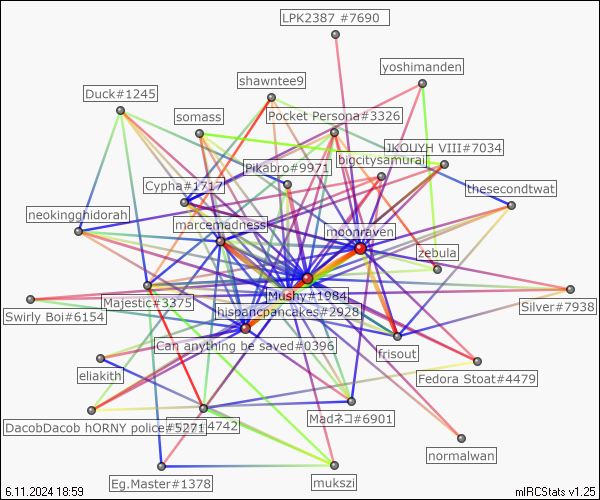 LPK2387 #7690
yoshimanden
shawntee9
Duck#1245
Pocket Persona#3326
somass
JKOUYH VIII#7034
bigcitysamurai
Pikabro#9971
Cypha#1717
thesecondtwat
neokingghidorah
marcemadness
moonraven
zebula
Mushy#1984
Majestic#3375
Silver#7938
hispancpancakes#2928
Swirly Boi#6154
Can anything be saved#0396
frisout
eliakith
Fedora Stoat#4479
Madネコ#6901
DacobDacob hORNY police#5271
#4742
normalwan
Eg.Master#1378
mukszi
6.11.2024 18:59
mIRCStats v1.25